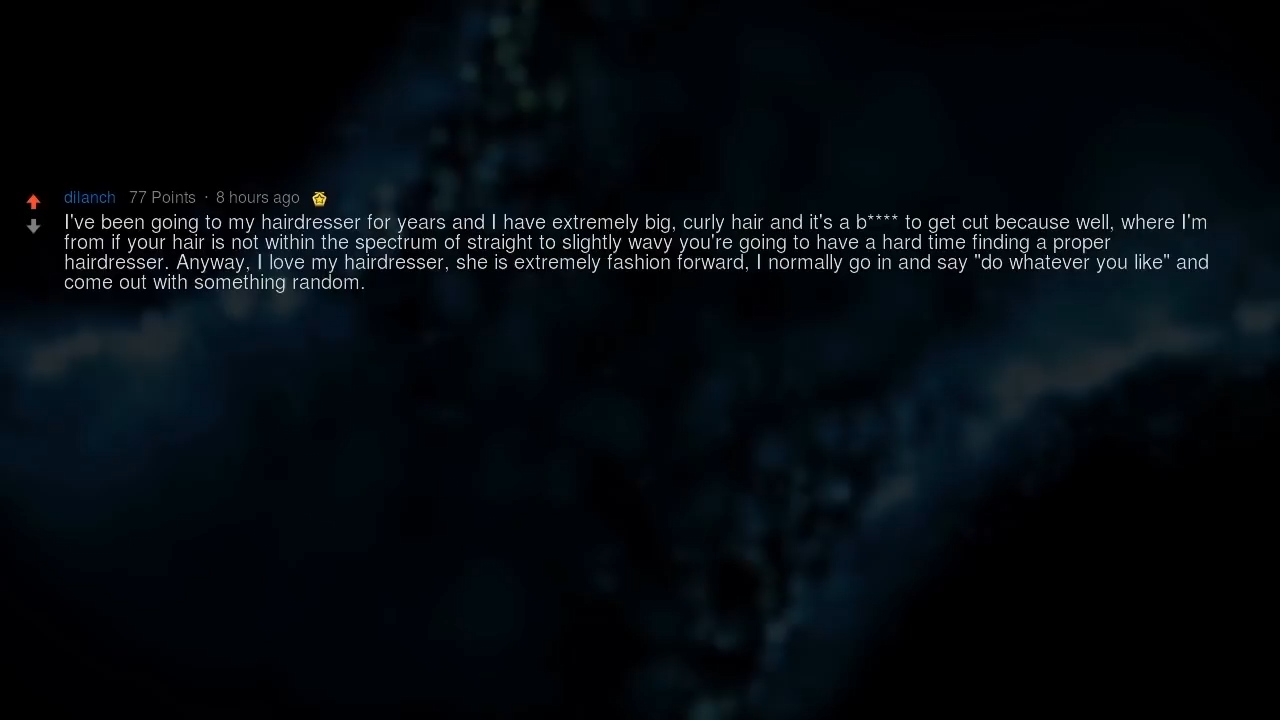 dilanch 77 Points · 8 hours ago
I've been going to my hairdresser for years and I have extremely big, curly hair and it's a b**** to get cut because well, where I'm
from if your hair is not within the spectrum of straight to slightly wavy you're going to have a hard time finding a proper
hairdresser. Anyway, I love my hairdresser, she is extremely fashion forward, I normally go in and say "do whatever you like" and
come out with something random.